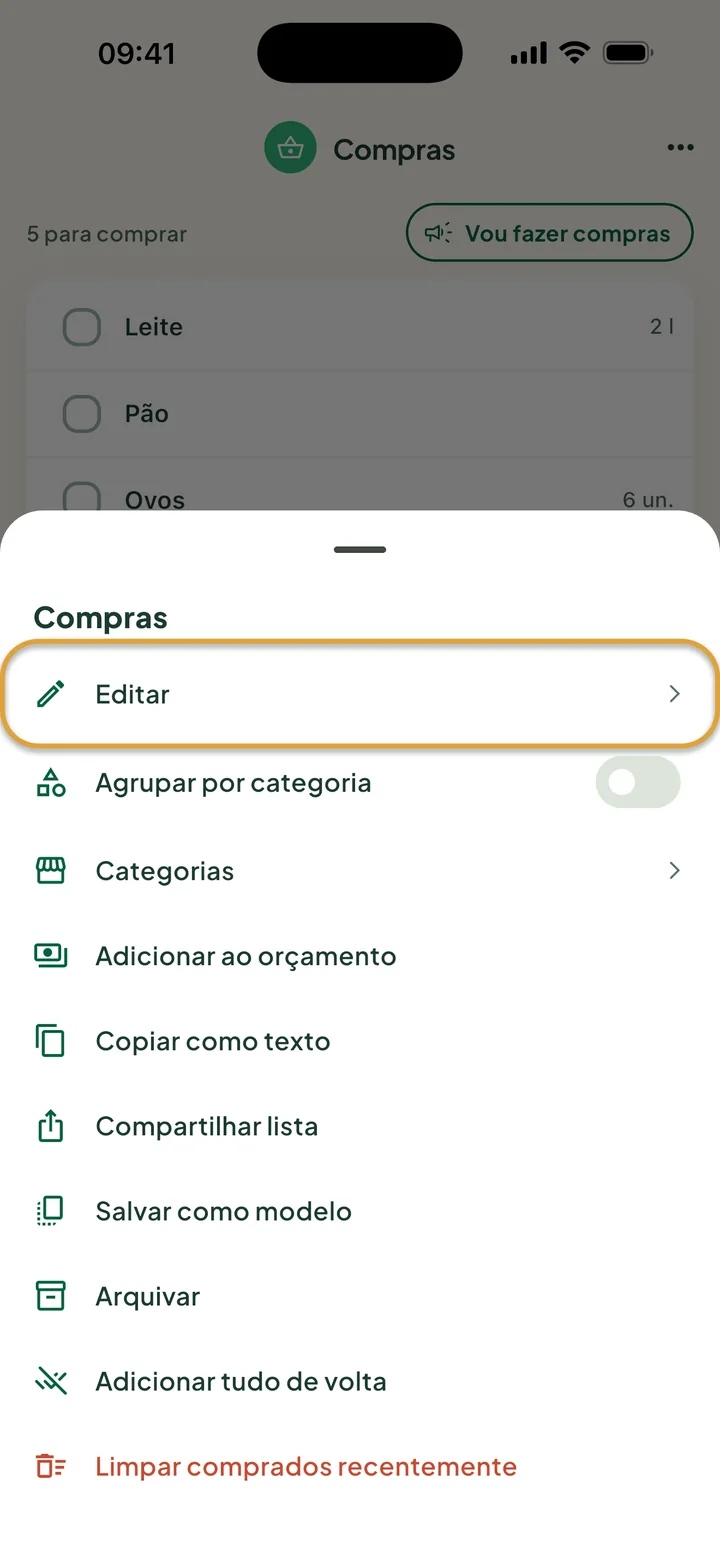 09:41
Compras
5 para comprar
Vou fazer compras
Leite 2 l
Pão
Ovos 6 un.
Compras
Editar
Agrupar por categoria
Categorias
Adicionar ao orçamento
Copiar como texto
Compartilhar lista
Salvar como modelo
Arquivar
Adicionar tudo de volta
Limpar comprados recentemente